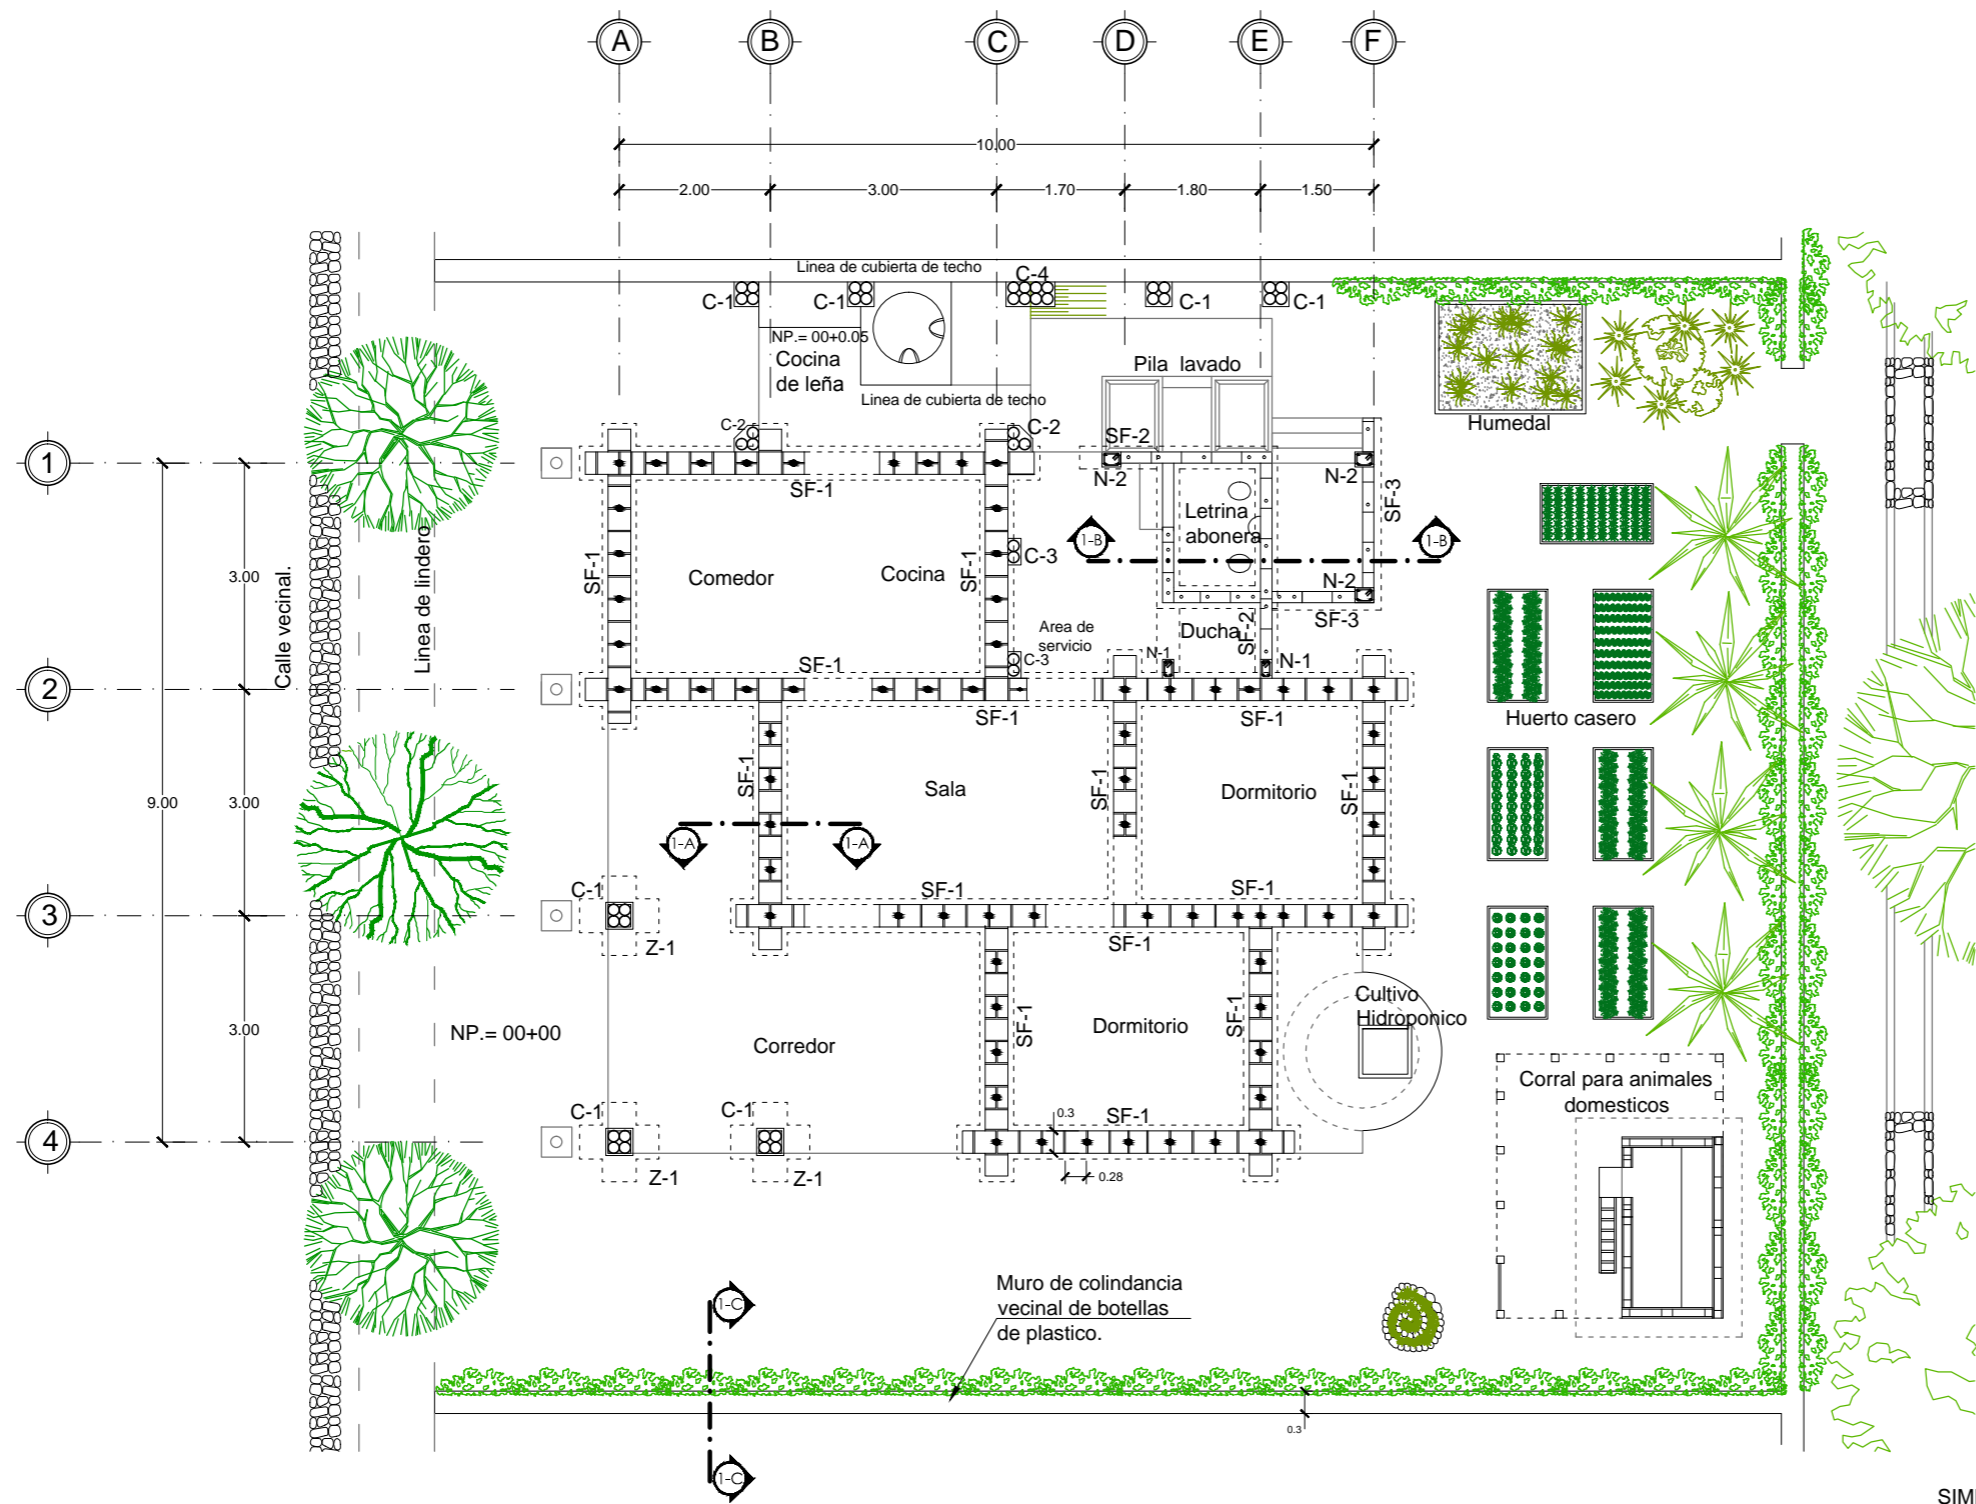 A B C D E F
10.00
2.00 3.00 1.70 1.80 1.50
Linea de cubierta de techo
C-4
C-1 C-1 C-1 C-1
NP.= 00+0.05
Cocina
de leña
Pila lavado
Linea de cubierta de techo
Humedal
C-2 C-2 SF-2
1
N-2 N-2
SF-1 SF-3
Letrina
abonera
1-B 1-B
SF-1 SF-1 C-3
Comedor Cocina
3.00
Calle vecinal.
Linea de lindero
N-2
SF-3
Area de
servicio
Ducha
SF-2
C-3 N-1 N-1
SF-1
2
SF-1 SF-1
Huerto casero
SF-1 SF-1 SF-1
Sala Dormitorio
9.00 3.00
1-A 1-A
C-1 SF-1 SF-1
3
Z-1 SF-1
Cultivo
Hidroponico
SF-1 SF-1
3.00
NP.= 00+00
Corredor Dormitorio
Corral para animales
domesticos
C-1 C-1 0.3 SF-1
4
Z-1 Z-1 0.28
Muro de colindancia
vecinal de botellas
de plastico.
1-C
0.3
1-C
SIM